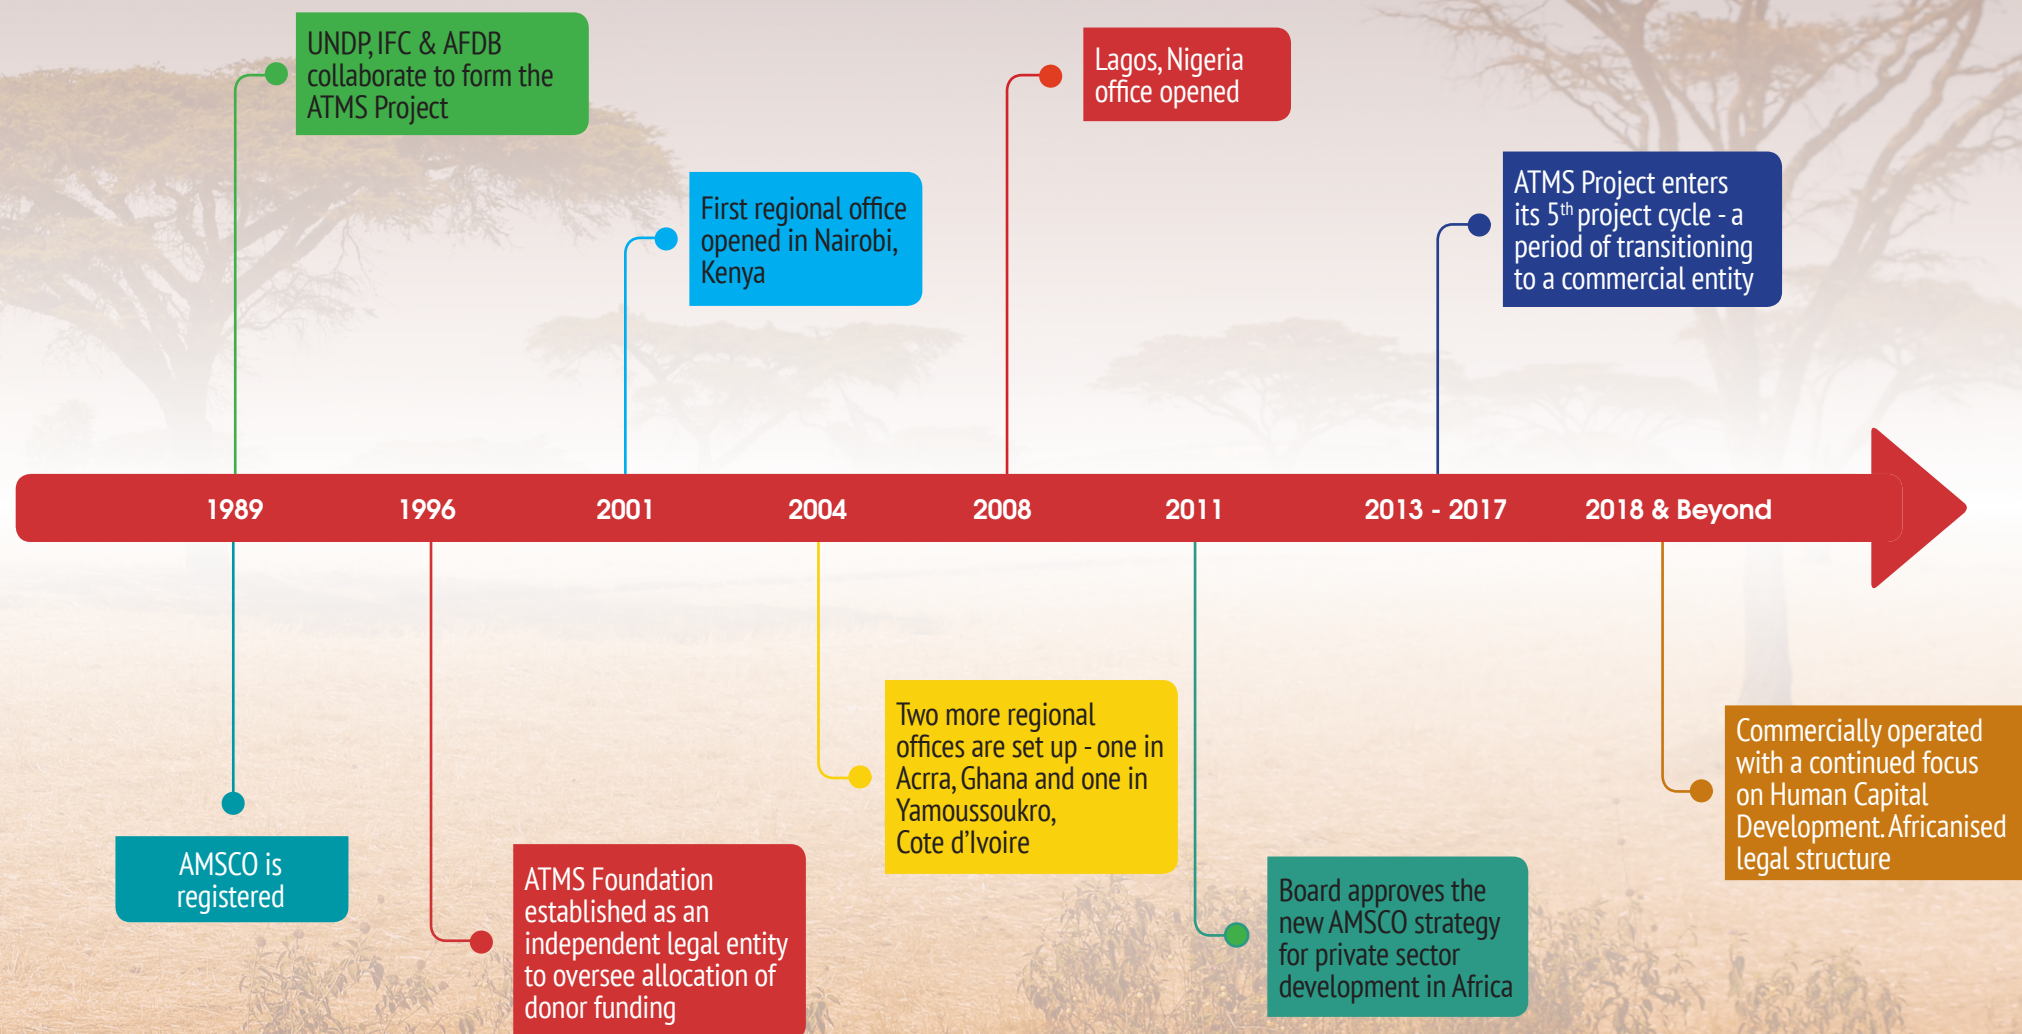 UNDP, IFC & AFDB
collaborate to form the
ATMS Project
Lagos, Nigeria
office opened
First regional office
opened in Nairobi,
Kenya
ATMS Project enters
its 5th project cycle - a
period of transitioning
to a commercial entity
1989
1996
2001
2004
2008
2011
2013 - 2017
2018 & Beyond
AMSCO is
registered
ATMS Foundation
established as an
independent legal entity
to oversee allocation of
donor funding
Two more regional
offices are set up - one in
Acrra, Ghana and one in
Yamoussoukro,
Cote d’Ivoire
Board approves the
new AMSCO strategy
for private sector
development in Africa
Commercially operated
with a continued focus
on Human Capital
Development. Africanised
legal structure